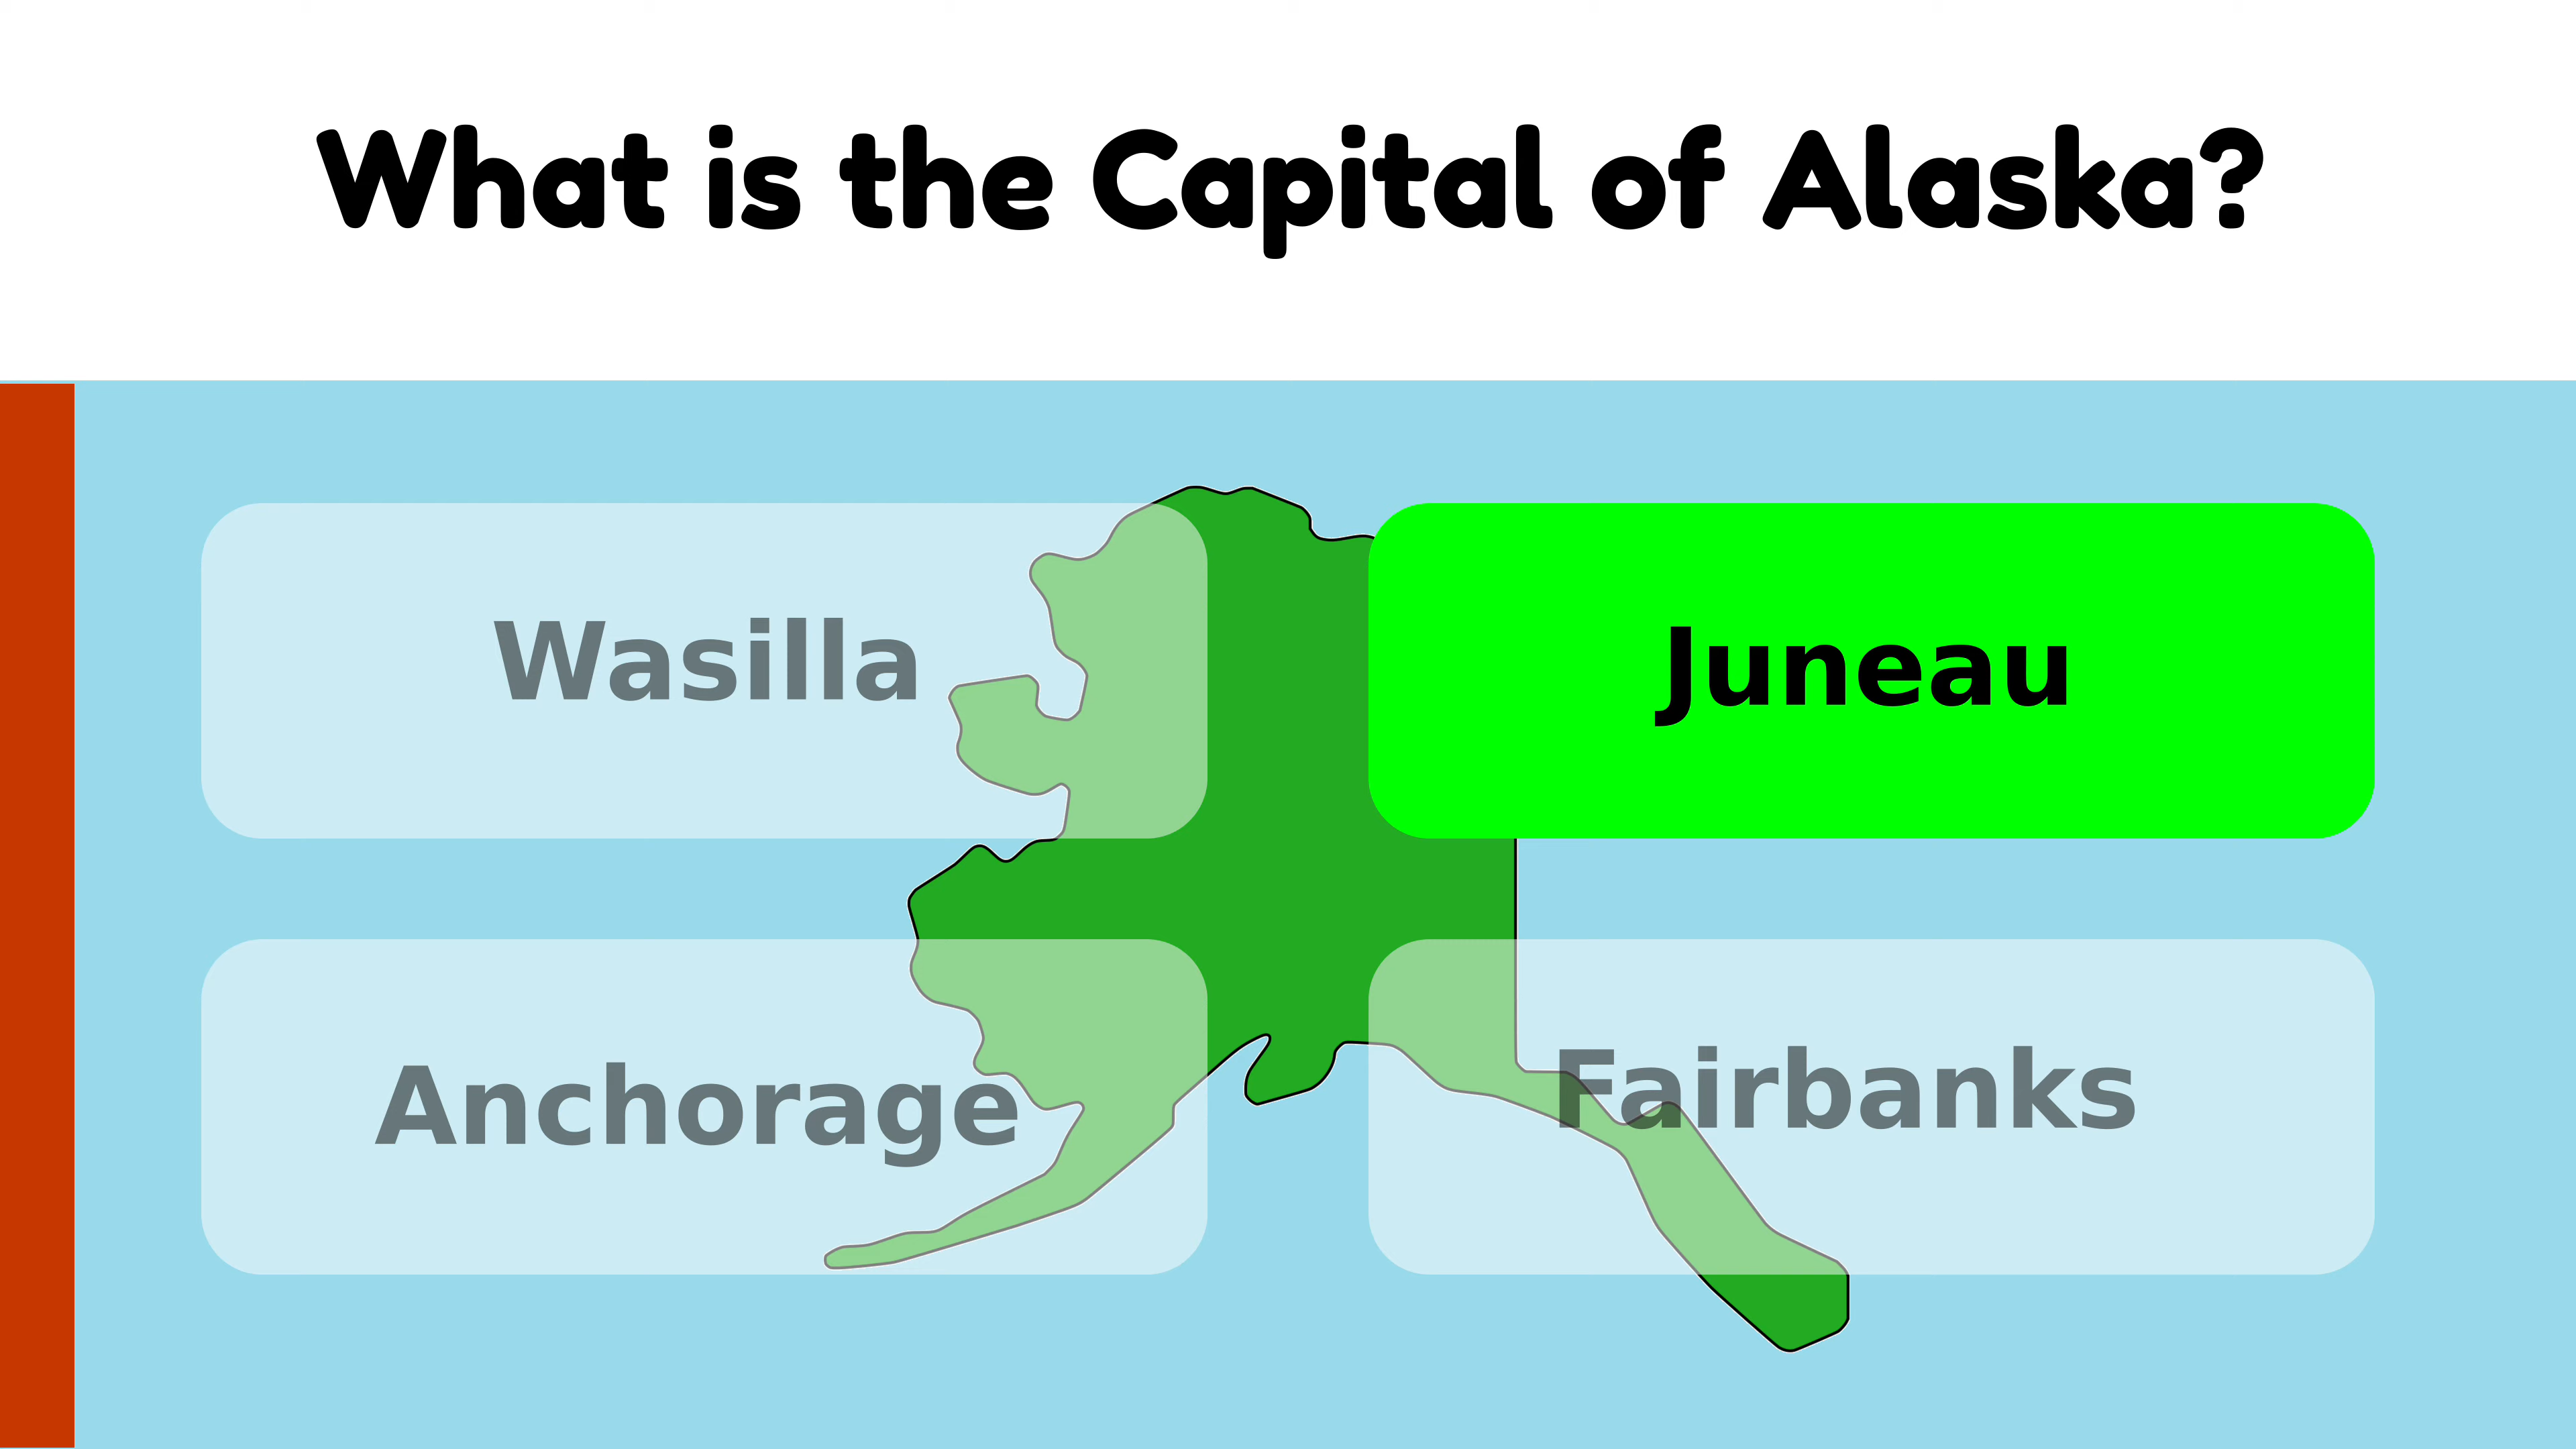 What is the Capital of Alaska?
Wasilla
Juneau
Anchorage
Fairbanks